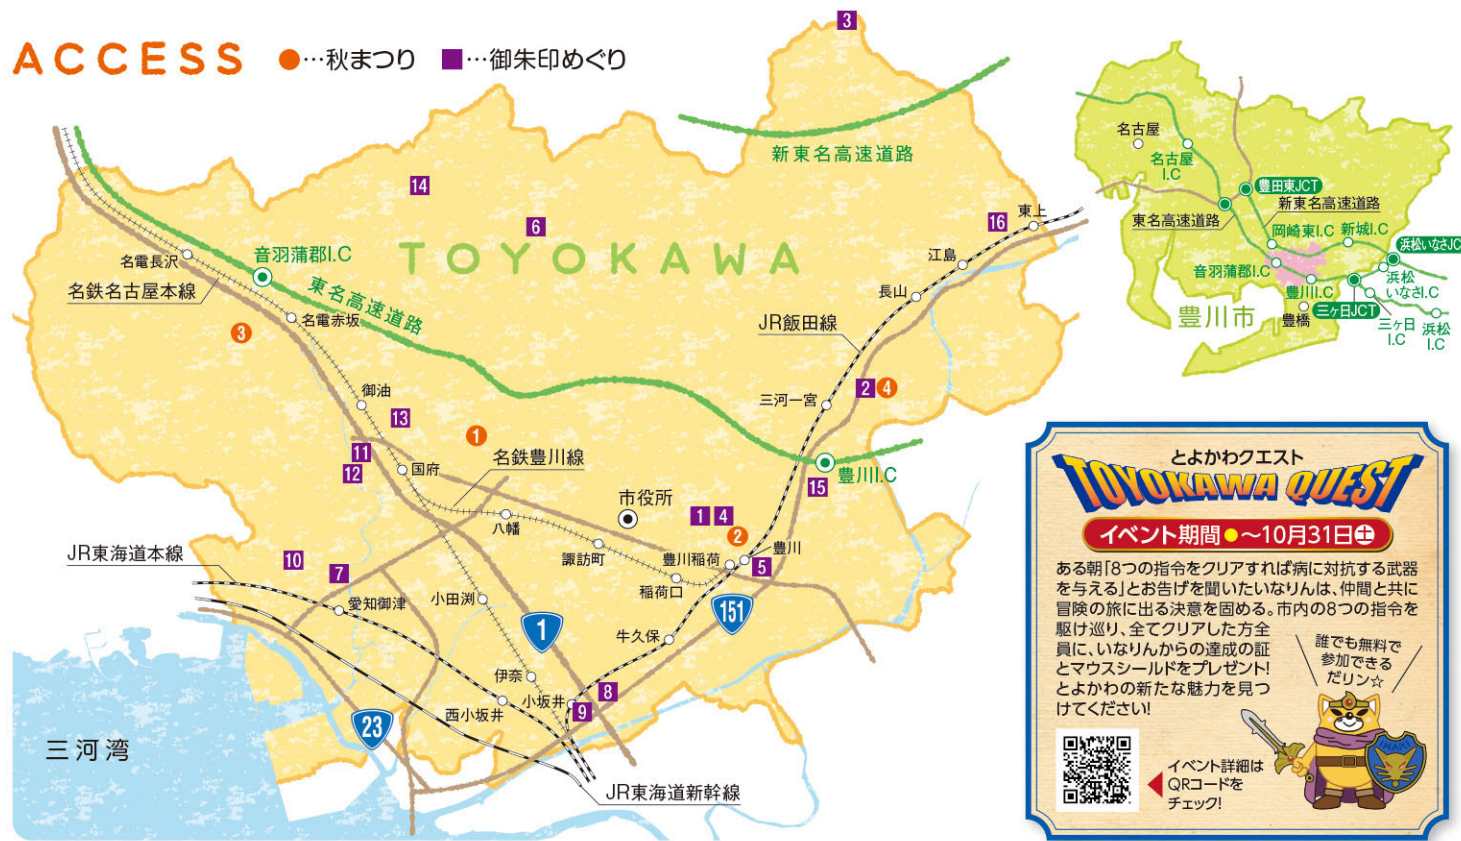 ACCESS
●…秋まつり ■…御朱印めぐり
3
新東名高速道路
14
6
16
東上
江島
長山
TOYOKAWA
音羽蒲郡I.C
名電長沢
名鉄名古屋本線
東名高速道路
名電赤坂
3
JR飯田線
御油
13
1
三河一宮
2
4
11
12
国府
名鉄豊川線
豊川I.C
15
市役所
1
4
2
八幡
諏訪町
豊川稲荷
豊川
5
稲荷口
JR東海道本線
10
7
愛知御津
小田渕
1
151
牛久保
伊奈
小坂井
8
9
西小坂井
23
三河湾
JR東海道新幹線
名古屋
名古屋
I.C
豊田東JCT
東名高速道路
新東名高速道路
岡崎東I.C
新城I.C
浜松いなさJC
音羽蒲郡I.C
浜松
いなさI.C
豊川I.C
豊川市
豊橋
三ヶ日JCT
三ヶ日
I.C
浜松
I.C
とよかわクエスト
TOYOKAWA QUEST
イベント期間●~10月31日土
ある朝「8つの指令をクリアすれば病に対抗する武器
を与える」とお告げを聞いたいなりんは、仲間と共に
冒険の旅に出る決意を固める。市内の8つの指令を
駆け巡り、全てクリアした方全
員に、いなりんからの達成の証
とマウスシールドをプレゼント!
とよかわの新たな魅力を見つ
けてください!
誰でも無料で
参加できる
だリン☆
INARI
イベント詳細は
QRコードを
チェック!